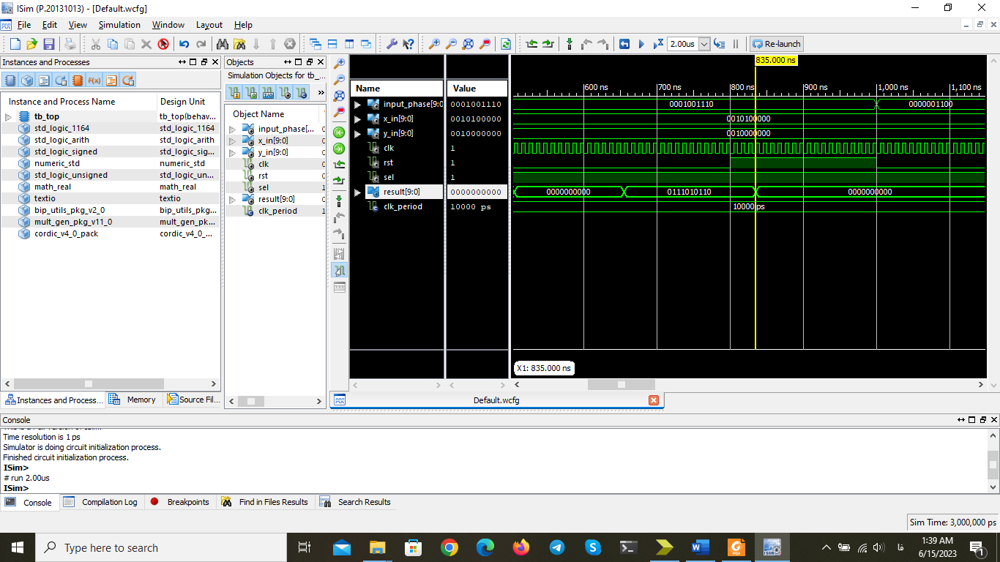 ISim (P.20131013) - [Default.wcfg]
File Edit View Simulation Window Layout Help
2.00us Re-launch
Instances and Processes
Instance and Process Name Design Unit
tb_top tb_top(behav...
std_logic_1164 std_logic_1164
std_logic_arith std_logic_arith
std_logic_signed std_logic_sig...
numeric_std numeric_std
std_logic_unsigned std_logic_un...
math_real math_real
textio textio
bip_utils_pkg_v2_0 bip_utils_pkg...
mult_gen_pkg_v11_0 mult_gen_pk...
cordic_v4_0_pack cordic_v4_0_...
Instances and Process... Memory Source Fil...
Objects
Simulation Objects for tb_...
»
Object Name
input_phase[...
x_in[9:0]
y_in[9:0]
clk
rst
sel 1
result[9:0]
clk_period 1
Name Value
input_phase[9:0 0001001110
x_in[9:0] 0010100000
y_in[9:0] 0010000000
clk 1
rst 1
sel 1
result[9:0] 0000000000
clk_period 10000 ps
835.000 ns
600 ns 700 ns 800 ns 900 ns 1,000 ns 1,100 ns
0001001110 0000001100
0010100000
0010000000
0000000000 0111010110 0000000000
10000 ps
X1: 835.000 ns
Default.wcfg
Console
Time resolution is 1 ps
Simulator is doing circuit initialization process.
Finished circuit initialization process.
ISim>
# run 2.00us
ISim>
Console Compilation Log Breakpoints Find in Files Results Search Results
Sim Time: 3,000,000 ps
Type here to search
فا
1:39 AM
6/15/2023
1